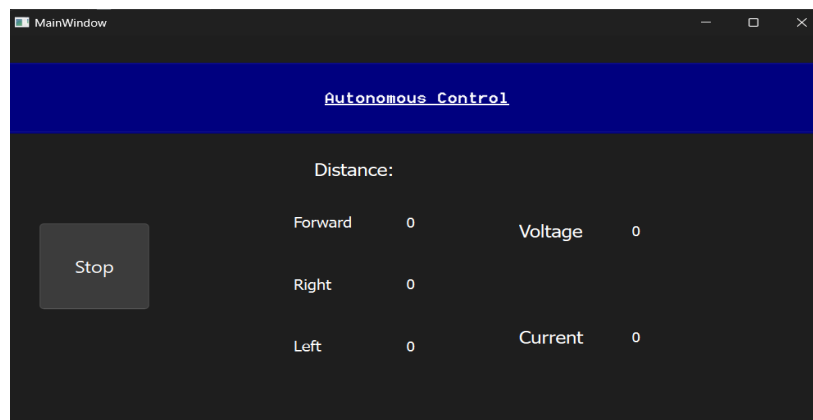 MainWindow
Autonomous Control
Distance:
Forward 0
Voltage 0
Stop
Right 0
Current 0
Left 0